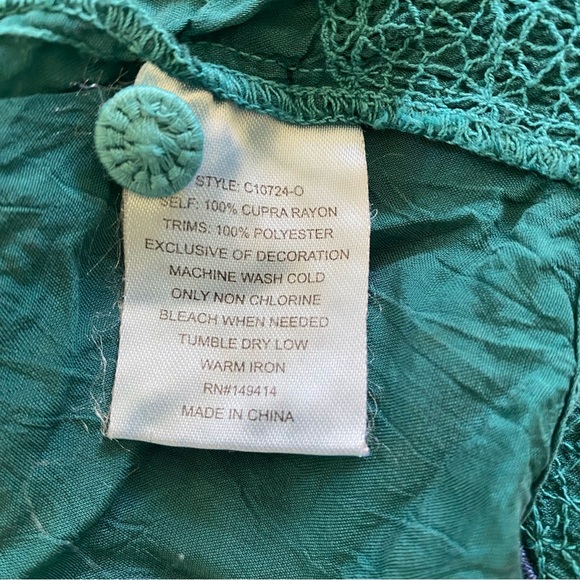 STYLE: C10724-O
SELF: 100% CUPRA RAYON
TRIMS: 100% POLYESTER
EXCLUSIVE OF DECORATION
MACHINE WASH COLD
ONLY NON CHLORINE
BLEACH WHEN NEEDED
TUMBLE DRY LOW
WARM IRON
RN#149414
MADE IN CHINA